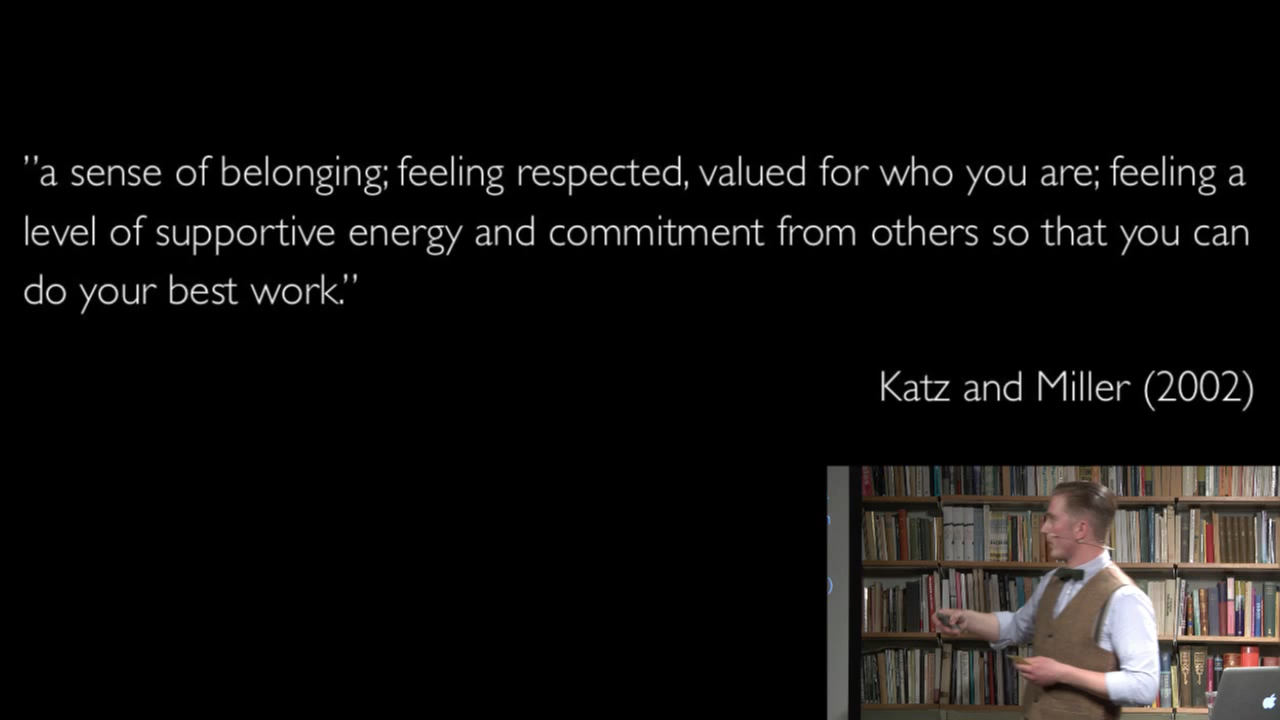 ”a sense of belonging; feeling respected, valued for who you are; feeling a
level of supportive energy and commitment from others so that you can
do your best work.”
Katz and Miller (2002)